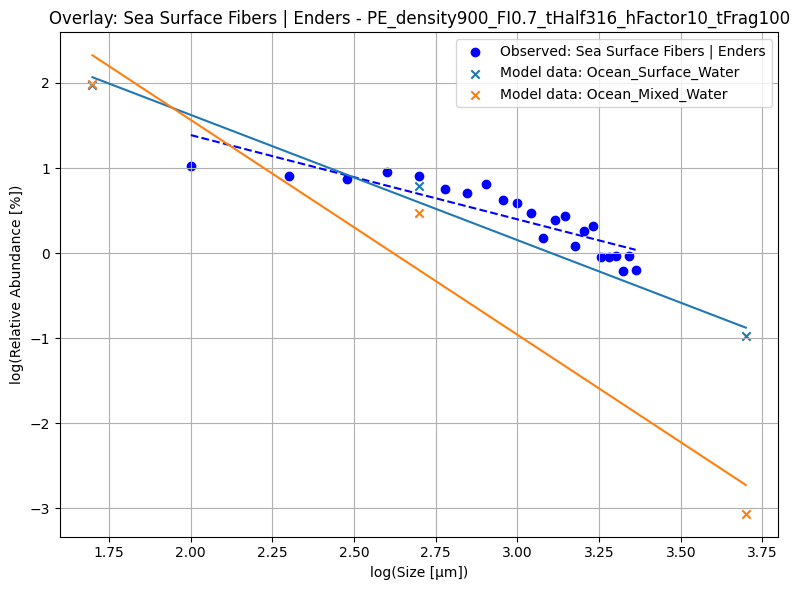 Overlay: Sea Surface Fibers | Enders - PE_density900_FI0.7_tHalf316_hFactor10_tFrag100
Observed: Sea Surface Fibers | Enders
Model data: Ocean_Surface_Water
Model data: Ocean_Mixed_Water
log(Relative Abundance [%])
2
1
0
−1
−2
−3
1.75 2.00 2.25 2.50 2.75 3.00 3.25 3.50 3.75
log(Size [μm])